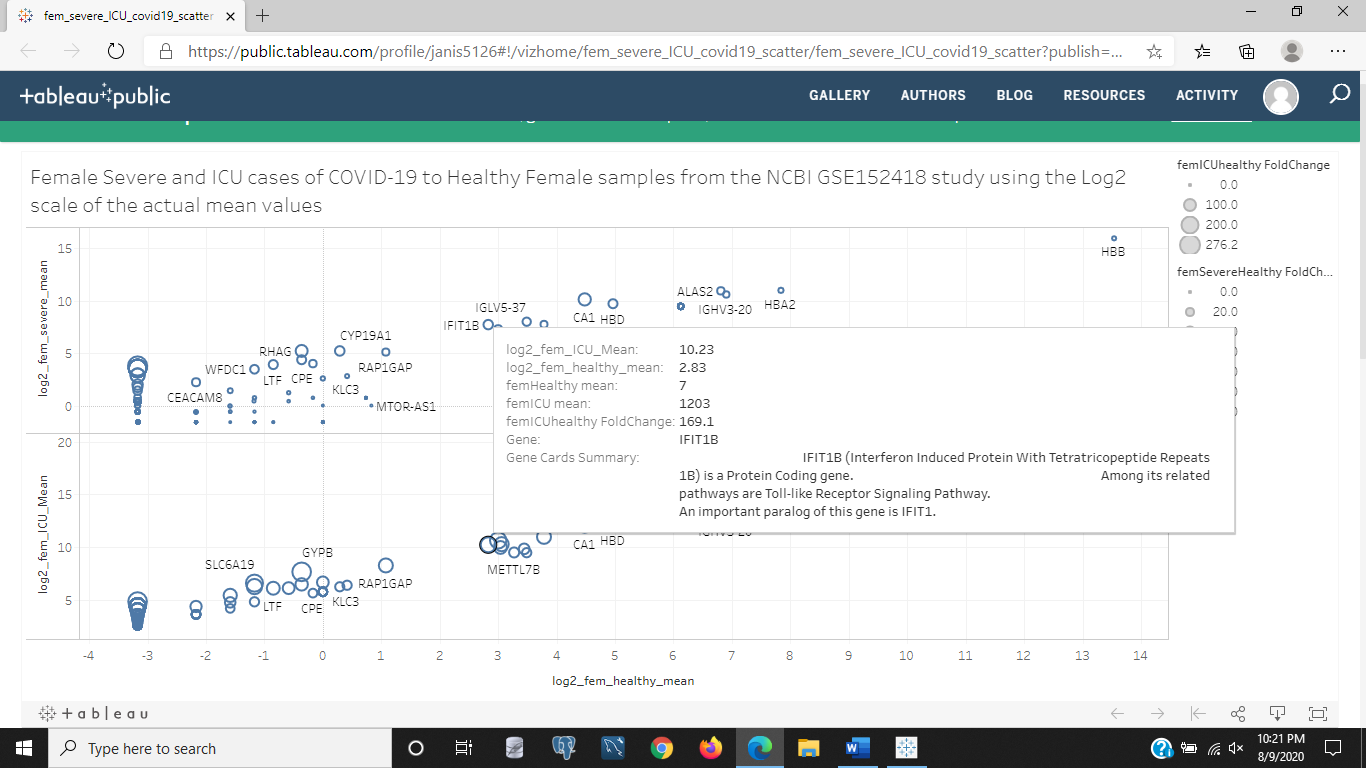 fem_severe_ICU_covid19_scatter
https://public.tableau.com/profile/janis5126#!/vizhome/fem_severe_ICU_covid19_scatter/fem_severe_ICU_covid19_scatter?publish=...
+ableau public
GALLERY AUTHORS BLOG RESOURCES ACTIVITY
Female Severe and ICU cases of COVID-19 to Healthy Female samples from the NCBI GSE152418 study using the Log2
scale of the actual mean values
femICUhealthy FoldChange
0.0
100.0
200.0
276.2
femSevereHealthy FoldCh...
0.0
20.0
log2_fem_severe_mean
15
10
5
0
HBB
ALAS2
HBA2
IGHV3-20
IGLV5-37
CA1 HBD
IFIT1B
CYP19A1
RHAG
RAP1GAP
WFDC1
LTF CPE
KLC3
CEACAM8
MTOR-AS1
log2_fem_ICU_Mean: 10.23
log2_fem_healthy_mean: 2.83
femHealthy mean: 7
femICU mean: 1203
femICUhealthy FoldChange: 169.1
Gene: IFIT1B
Gene Cards Summary: IFIT1B (Interferon Induced Protein With Tetratricopeptide Repeats
1B) is a Protein Coding gene. Among its related
pathways are Toll-like Receptor Signaling Pathway.
An important paralog of this gene is IFIT1.
log2_fem_ICU_Mean
20
15
10
5
IGHV3-20
CA1 HBD
GYPB
SLC6A19
METTL7B
RAP1GAP
LTF CPE KLC3
-4 -3 -2 -1 0 1 2 3 4 5 6 7 8 9 10 11 12 13 14
log2_fem_healthy_mean
+ableau
Type here to search
10:21 PM
8/9/2020